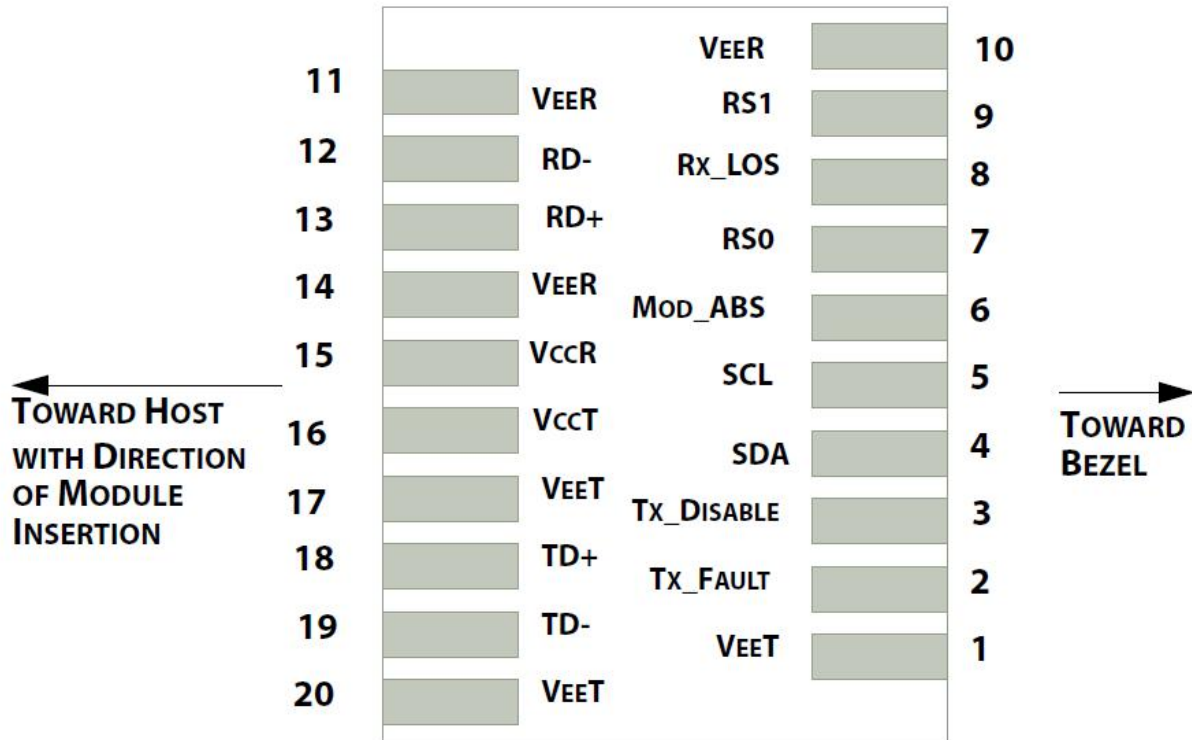 11
VEER
12
RD-
13
RD+
14
VEER
15
VCCR
16
VCCT
17
VEET
18
TD+
19
TD-
20
VEET
VEER
10
RS1
9
RX_LOS
8
RS0
7
MOD_ABS
6
SCL
5
SDA
4
TX_DISABLE
3
TX_FAULT
2
VEET
1
TOWARD HOST
WITH DIRECTION
OF MODULE
INSERTION
TOWARD
BEZEL